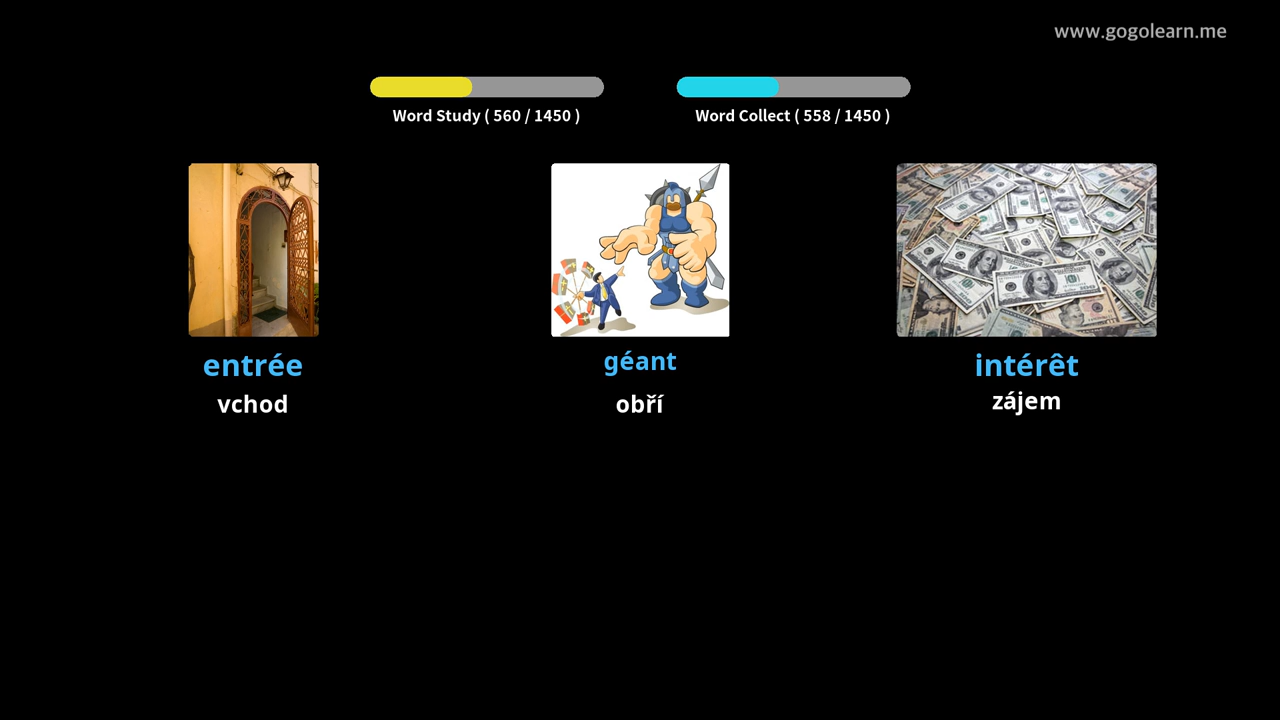 www.gogolearn.me
Word Study ( 560 / 1450 )
Word Collect ( 558 / 1450 )
entrée
vchod
géant
obří
intérêt
zájem